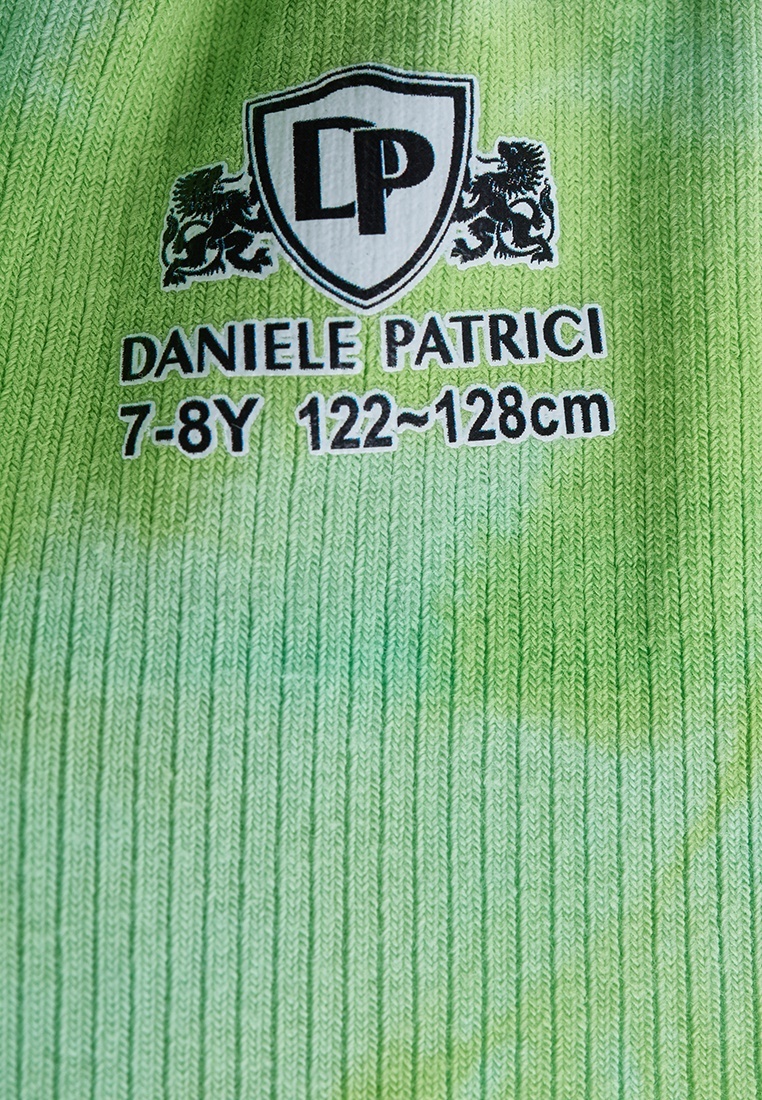 DP
DANIELE PATRICI
7-8Y 122~128cm